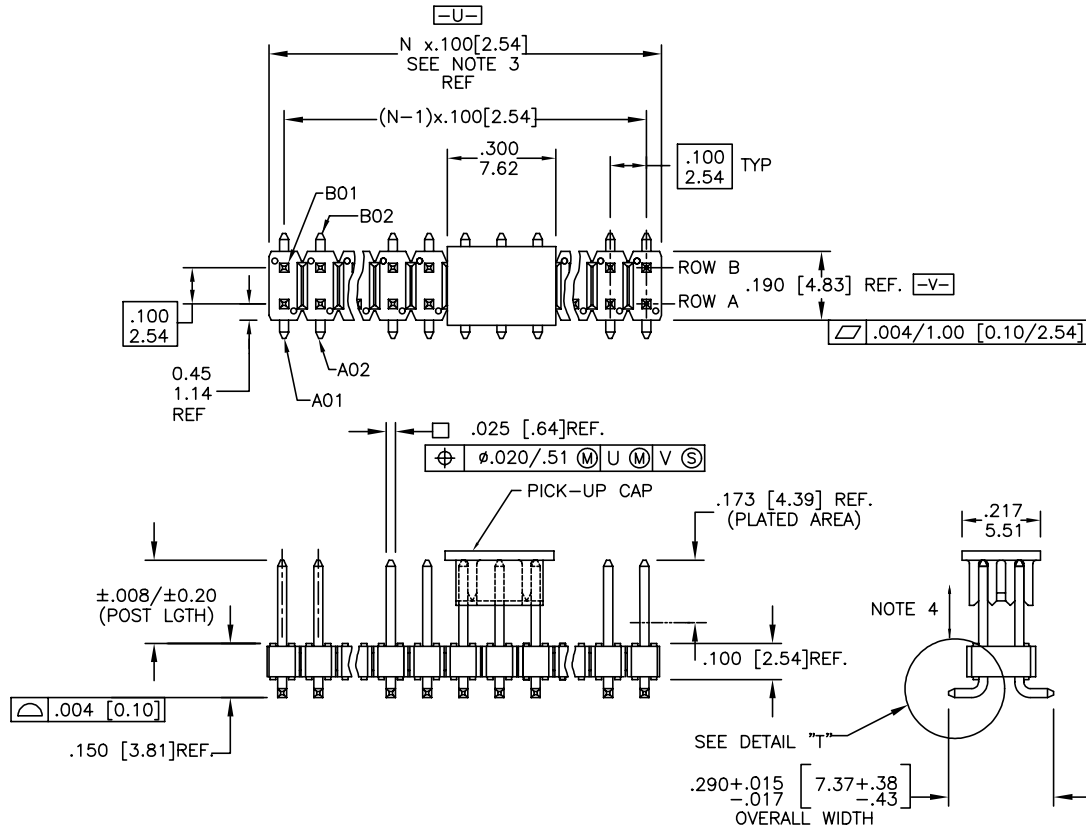 -U-
N x.100[2.54]
SEE NOTE 3
REF
(N-1)x.100[2.54]
.300
7.62
.100
2.54
TYP
B01
B02
ROW B
ROW A
.190 [4.83] REF.
-V-
.004/1.00 [0.10/2.54]
.100
2.54
0.45
1.14
REF
A02
A01
.025 [.64]REF.
ø.020/.51 Ⓜ U Ⓜ V Ⓢ
PICK-UP CAP
.173 [4.39] REF.
(PLATED AREA)
.217
5.51
±.008/±0.20
(POST LGTH)
NOTE 4
.100 [2.54]REF.
.004 [0.10]
.150 [3.81]REF.
SEE DETAIL "T"
.290+.015 [7.37+.38
-.017 -.43]
OVERALL WIDTH